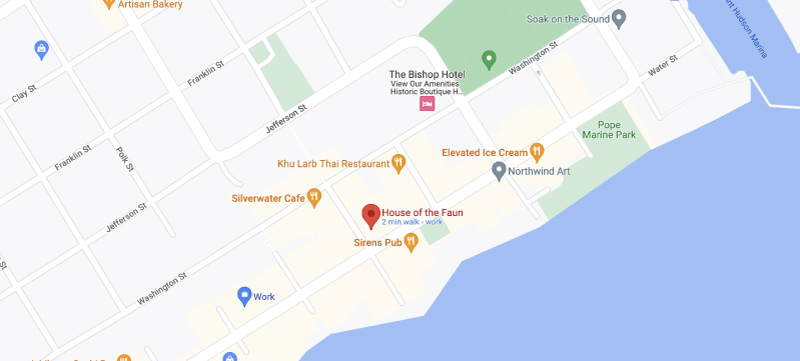 Artisan Bakery
Soak on the Sound
nt Hudson Marina
Clay St
Franklin St
Washington St
Water St
The Bishop Hotel
View Our Amenities
Historic Boutique H...
Jefferson St
Pope
Marine Park
Polk St
Franklin St
Khu Larb Thai Restaurant
Elevated Ice Cream
Northwind Art
Silverwater Cafe
House of the Faun
2 min walk - work
Jefferson St
Sirens Pub
Washington St
Work